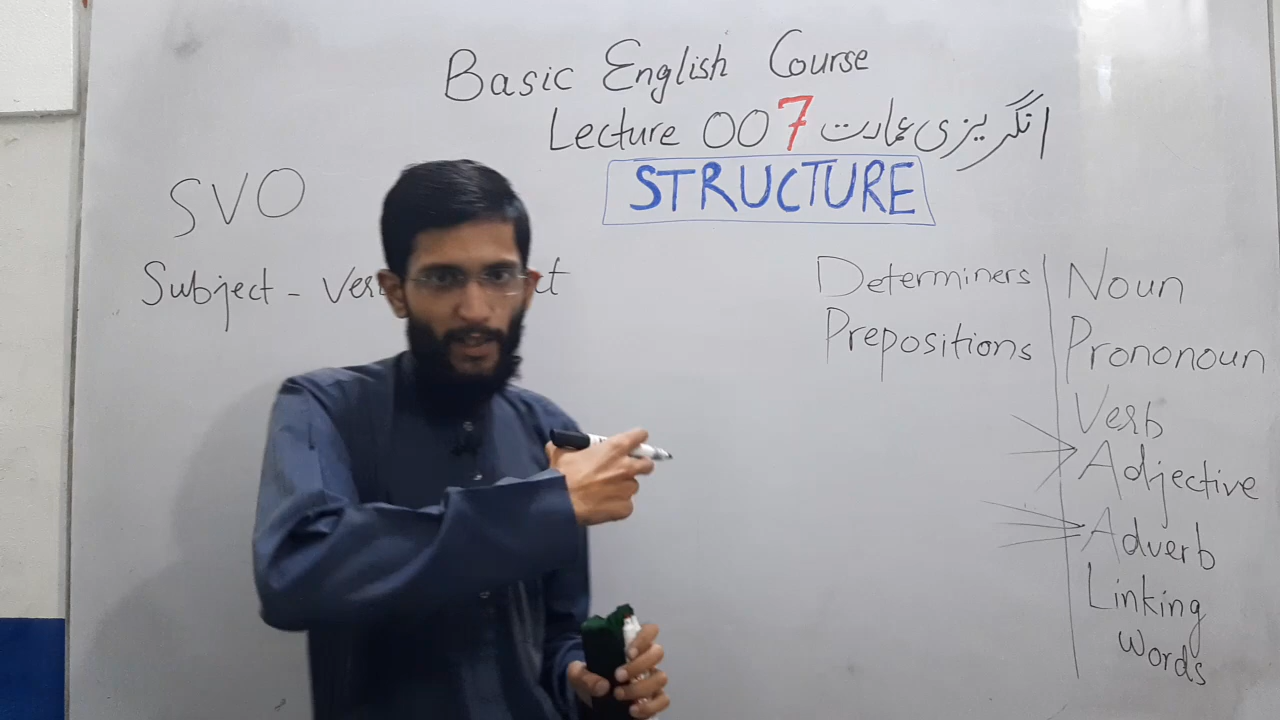 Basic English Course
Lecture 007 انگریزی عمارت
STRUCTURE
SVO
Subject -
Determiners
Prepositions
Noun
Prononoun
Verb
Adjective
Adverb
Linking
words